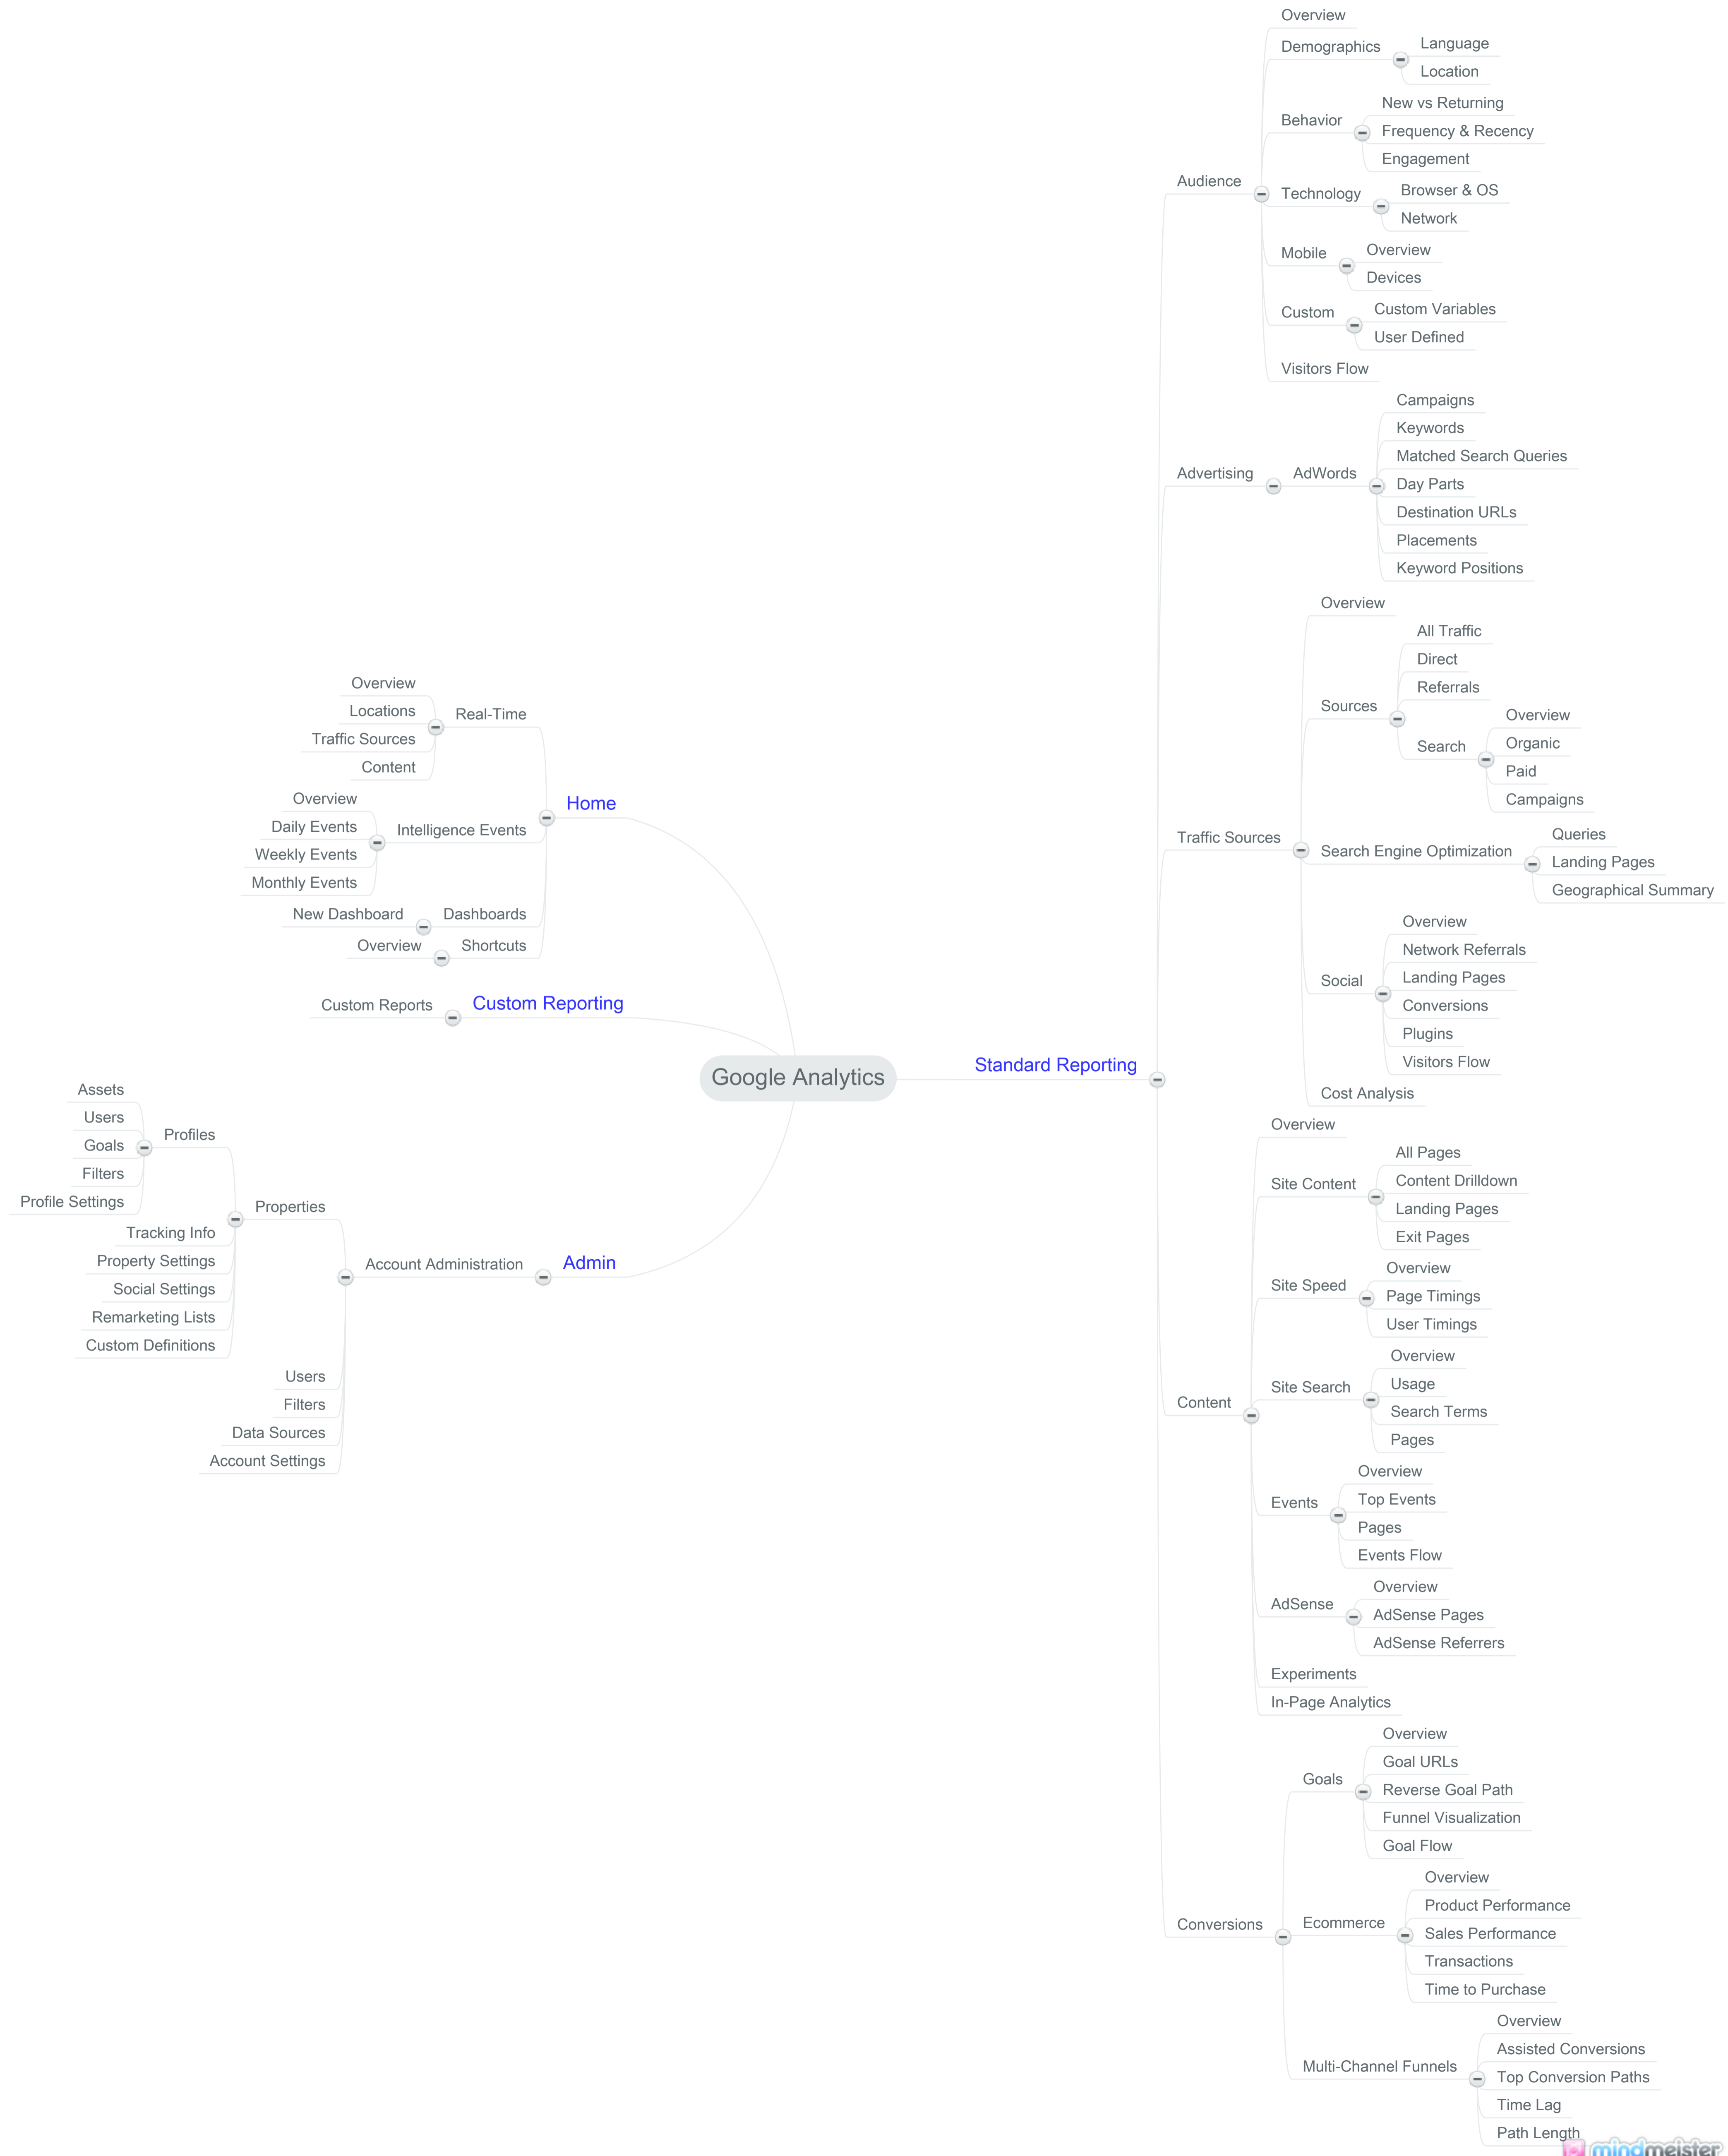 Google Analytics
Home
Real-Time
Overview
Locations
Traffic Sources
Content
Intelligence Events
Overview
Daily Events
Weekly Events
Monthly Events
Dashboards
New Dashboard
Shortcuts
Overview
Custom Reporting
Custom Reports
Admin
Account Administration
Properties
Profiles
Assets
Users
Goals
Filters
Profile Settings
Tracking Info
Property Settings
Social Settings
Remarketing Lists
Custom Definitions
Users
Filters
Data Sources
Account Settings
Standard Reporting
Audience
Overview
Demographics
Language
Location
Behavior
New vs Returning
Frequency & Recency
Engagement
Technology
Browser & OS
Network
Mobile
Overview
Devices
Custom
Custom Variables
User Defined
Visitors Flow
Advertising
AdWords
Campaigns
Keywords
Matched Search Queries
Day Parts
Destination URLs
Placements
Keyword Positions
Traffic Sources
Overview
Sources
All Traffic
Direct
Referrals
Search
Overview
Organic
Paid
Campaigns
Search Engine Optimization
Queries
Landing Pages
Geographical Summary
Social
Overview
Network Referrals
Landing Pages
Conversions
Plugins
Visitors Flow
Cost Analysis
Content
Overview
Site Content
All Pages
Content Drilldown
Landing Pages
Exit Pages
Site Speed
Overview
Page Timings
User Timings
Site Search
Overview
Usage
Search Terms
Pages
Events
Overview
Top Events
Pages
Events Flow
AdSense
Overview
AdSense Pages
AdSense Referrers
Experiments
In-Page Analytics
Conversions
Goals
Overview
Goal URLs
Reverse Goal Path
Funnel Visualization
Goal Flow
Ecommerce
Overview
Product Performance
Sales Performance
Transactions
Time to Purchase
Multi-Channel Funnels
Overview
Assisted Conversions
Top Conversion Paths
Time Lag
Path Length
mindmeister